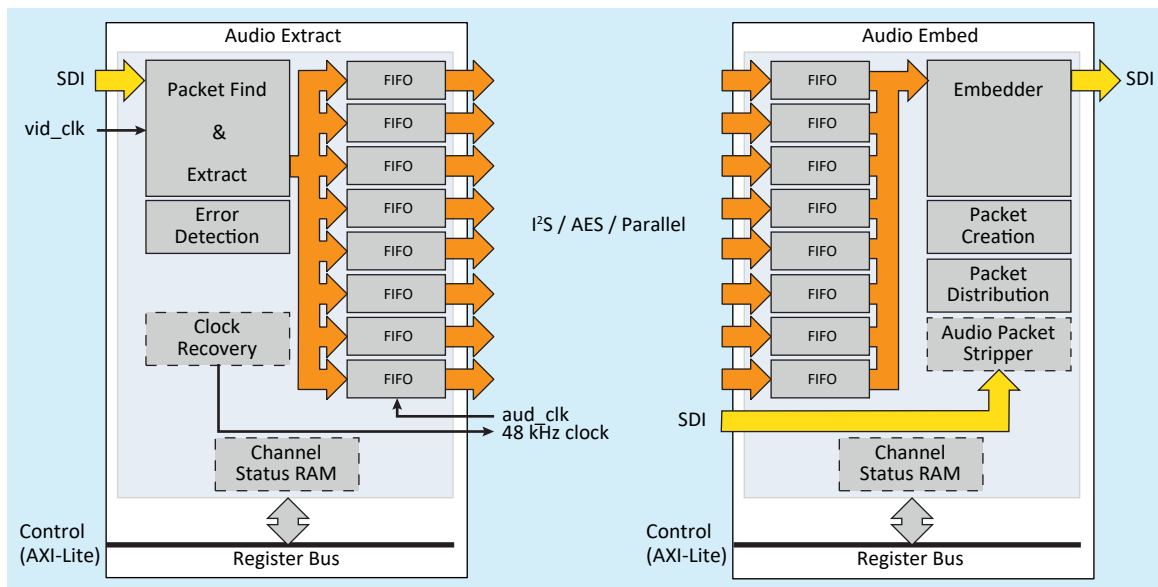 Audio Extract
SDI
vid_clk
Packet Find
&
Extract
Error
Detection
Clock
Recovery
FIFO
FIFO
FIFO
FIFO
FIFO
FIFO
FIFO
FIFO
aud_clk
48 kHz clock
Channel
Status RAM
Control
(AXI-Lite)
Register Bus
I²S / AES / Parallel
Audio Embed
FIFO
FIFO
FIFO
FIFO
FIFO
FIFO
FIFO
FIFO
Embedder
SDI
Packet
Creation
Packet
Distribution
Audio Packet
Stripper
SDI
Channel
Status RAM
Control
(AXI-Lite)
Register Bus